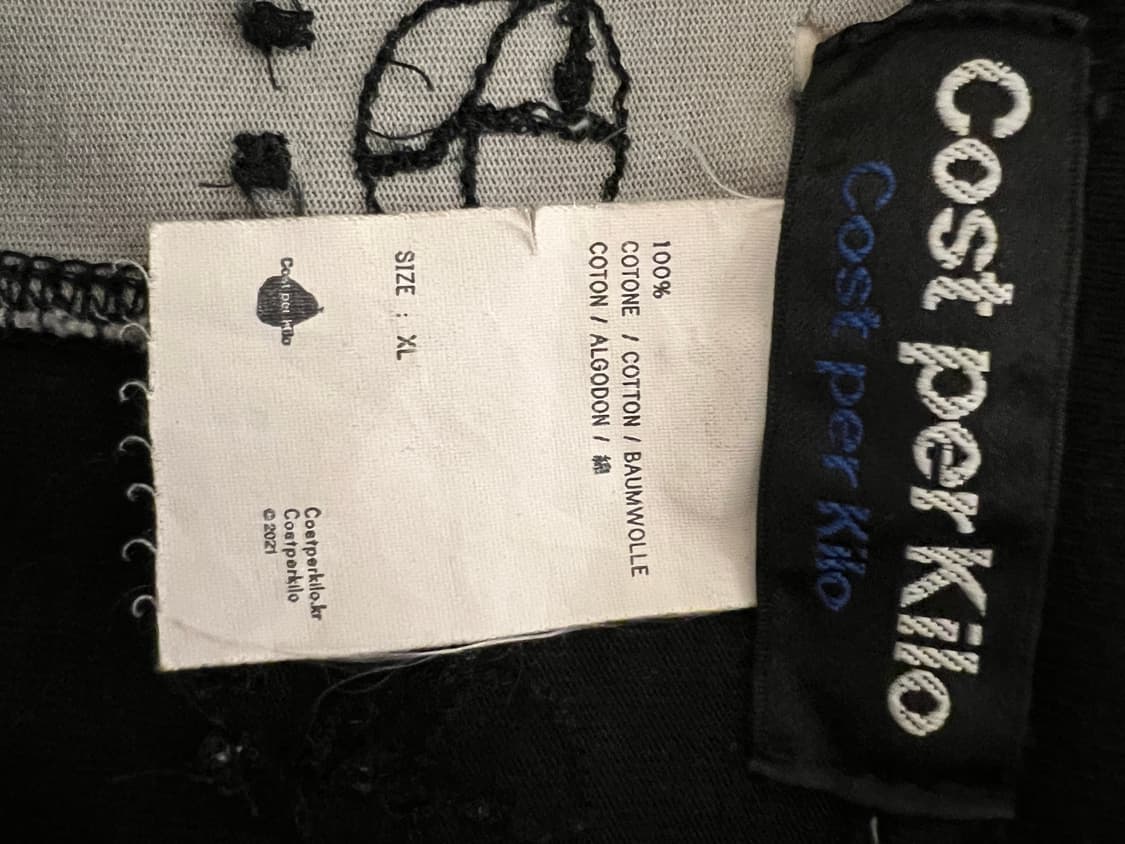 Cost per Kilo
Cost per Kilo
100%
COTONE / COTTON / BAUMWOLLE
COTON / ALGODON / 綿
SIZE : XL
Cost per kilo
Costperkilo.kr
Costperkilo
© 2021